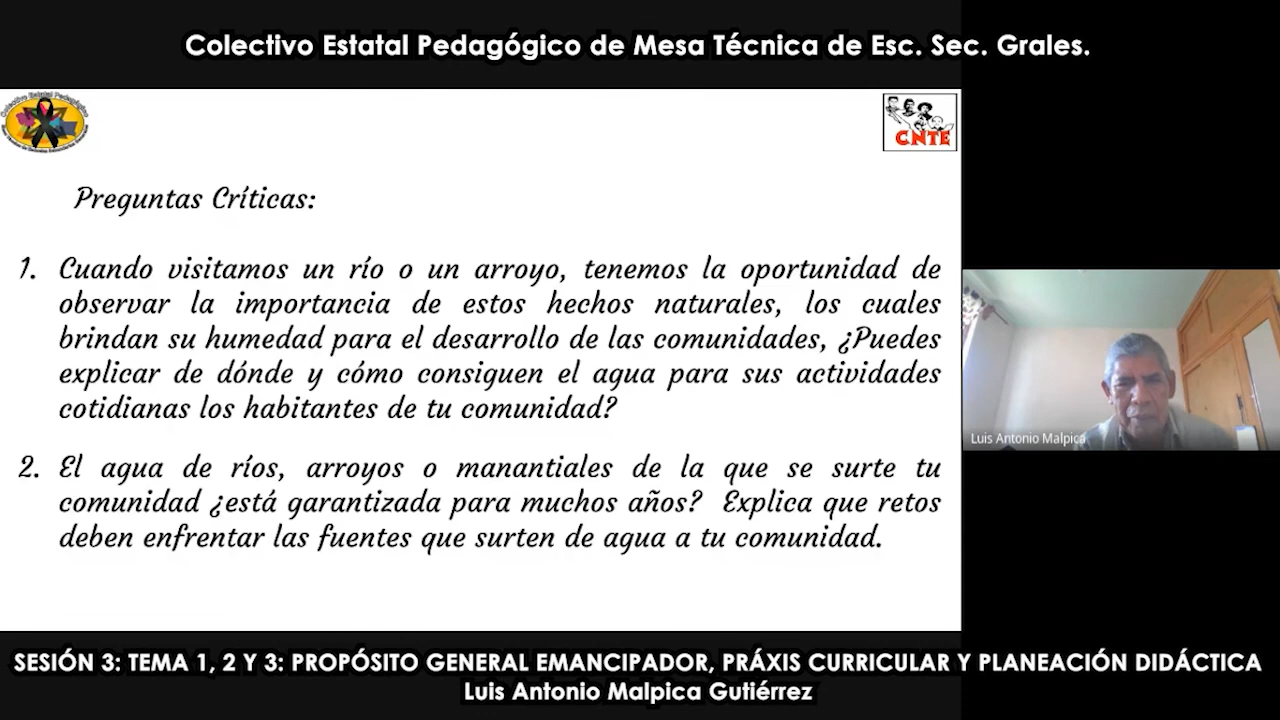 Colectivo Estatal Pedagógico de Mesa Técnica de Esc. Sec. Grales.
CNTE
Preguntas Críticas:
1. Cuando visitamos un río o un arroyo, tenemos la oportunidad de
observar la importancia de estos hechos naturales, los cuales
brindan su humedad para el desarrollo de las comunidades, ¿Puedes
explicar de dónde y cómo consiguen el agua para sus actividades
cotidianas los habitantes de tu comunidad?
2. El agua de ríos, arroyos o manantiales de la que se surte tu
comunidad ¿está garantizada para muchos años? Explica que retos
deben enfrentar las fuentes que surten de agua a tu comunidad.
Luis Antonio Malpica
SESIÓN 3: TEMA 1, 2 Y 3: PROPÓSITO GENERAL EMANCIPADOR, PRÁXIS CURRICULAR Y PLANEACIÓN DIDÁCTICA
Luis Antonio Malpica Gutiérrez